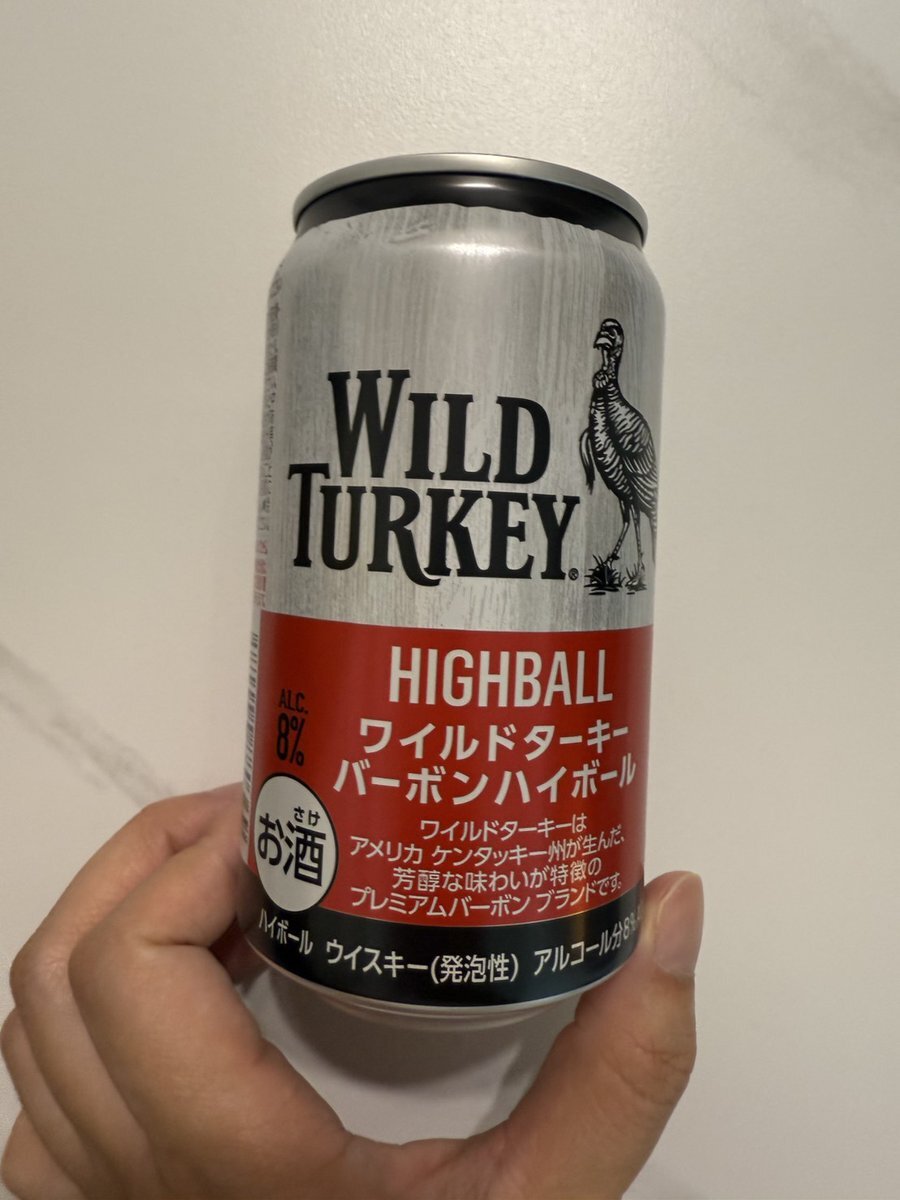 WILD
TURKEY®
HIGHBALL
ワイルドターキー
バーボンハイボール
ALC.
8%
さけ
お酒
ワイルドターキーは
アメリカ ケンタッキー州が生んだ、
芳醇な味わいが特徴の
プレミアムバーボン ブランドです。
ハイボール ウイスキー(発泡性) アルコール分8%